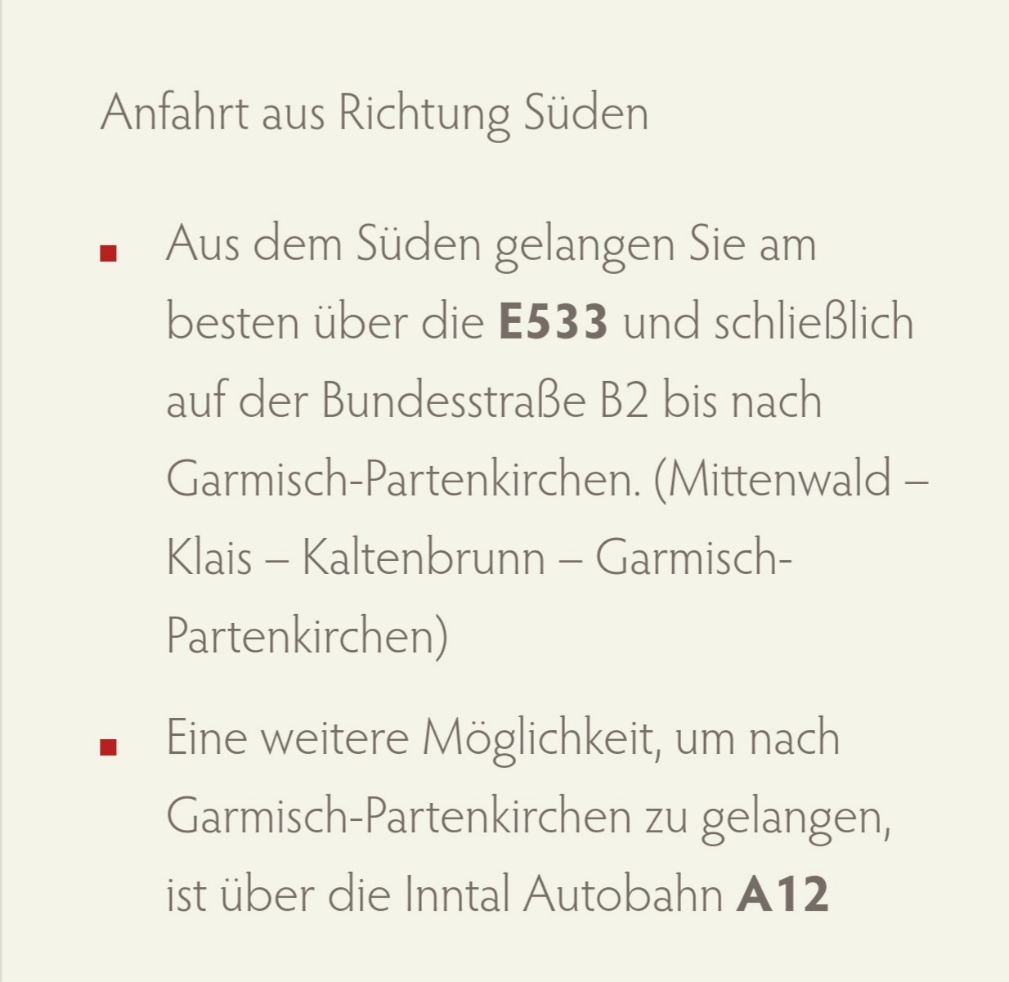 Anfahrt aus Richtung Süden
Aus dem Süden gelangen Sie am
besten über die E533 und schließlich
auf der Bundesstraße B2 bis nach
Garmisch-Partenkirchen. (Mittenwald –
Klais – Kaltenbrunn – Garmisch-
Partenkirchen)
Eine weitere Möglichkeit, um nach
Garmisch-Partenkirchen zu gelangen,
ist über die Inntal Autobahn A12